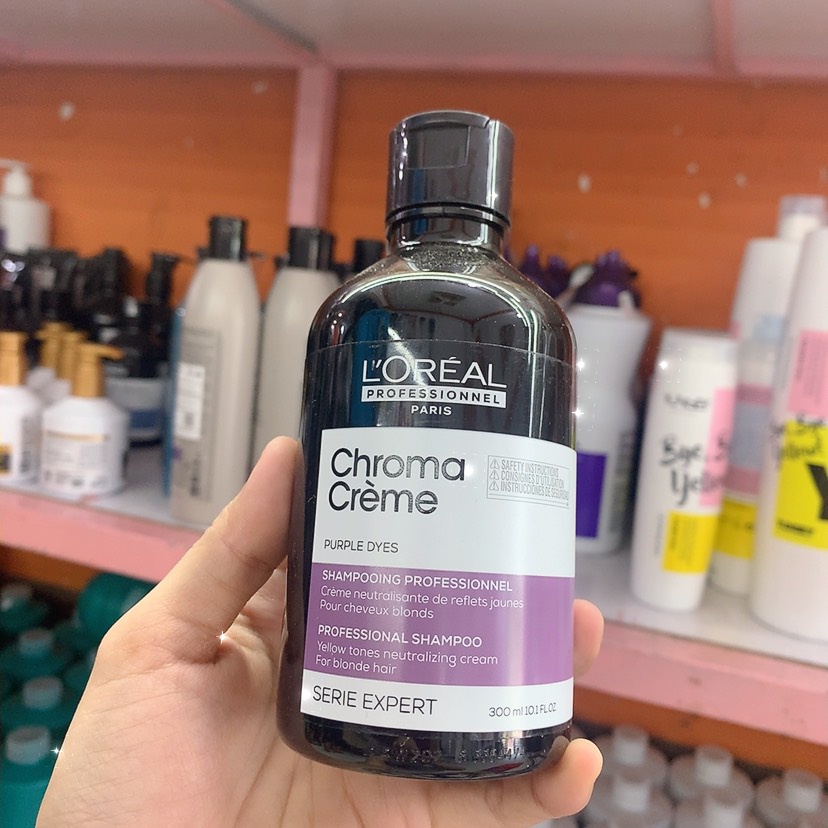 L'ORÉAL
PROFESSIONNEL
PARIS
Chroma
Crème
SAFETY INSTRUCTIONS
CONSIGNES D'UTILISATION
INSTRUCCIONES DE SEGURIDAD
PURPLE DYES
SHAMPOOING PROFESSIONNEL
Crème neutralisante de reflets jaunes
Pour cheveux blonds
PROFESSIONAL SHAMPOO
Yellow tones neutralizing cream
For blonde hair
SERIE EXPERT
300 ml 10.1 FL.OZ.
Bye,
Yellow!